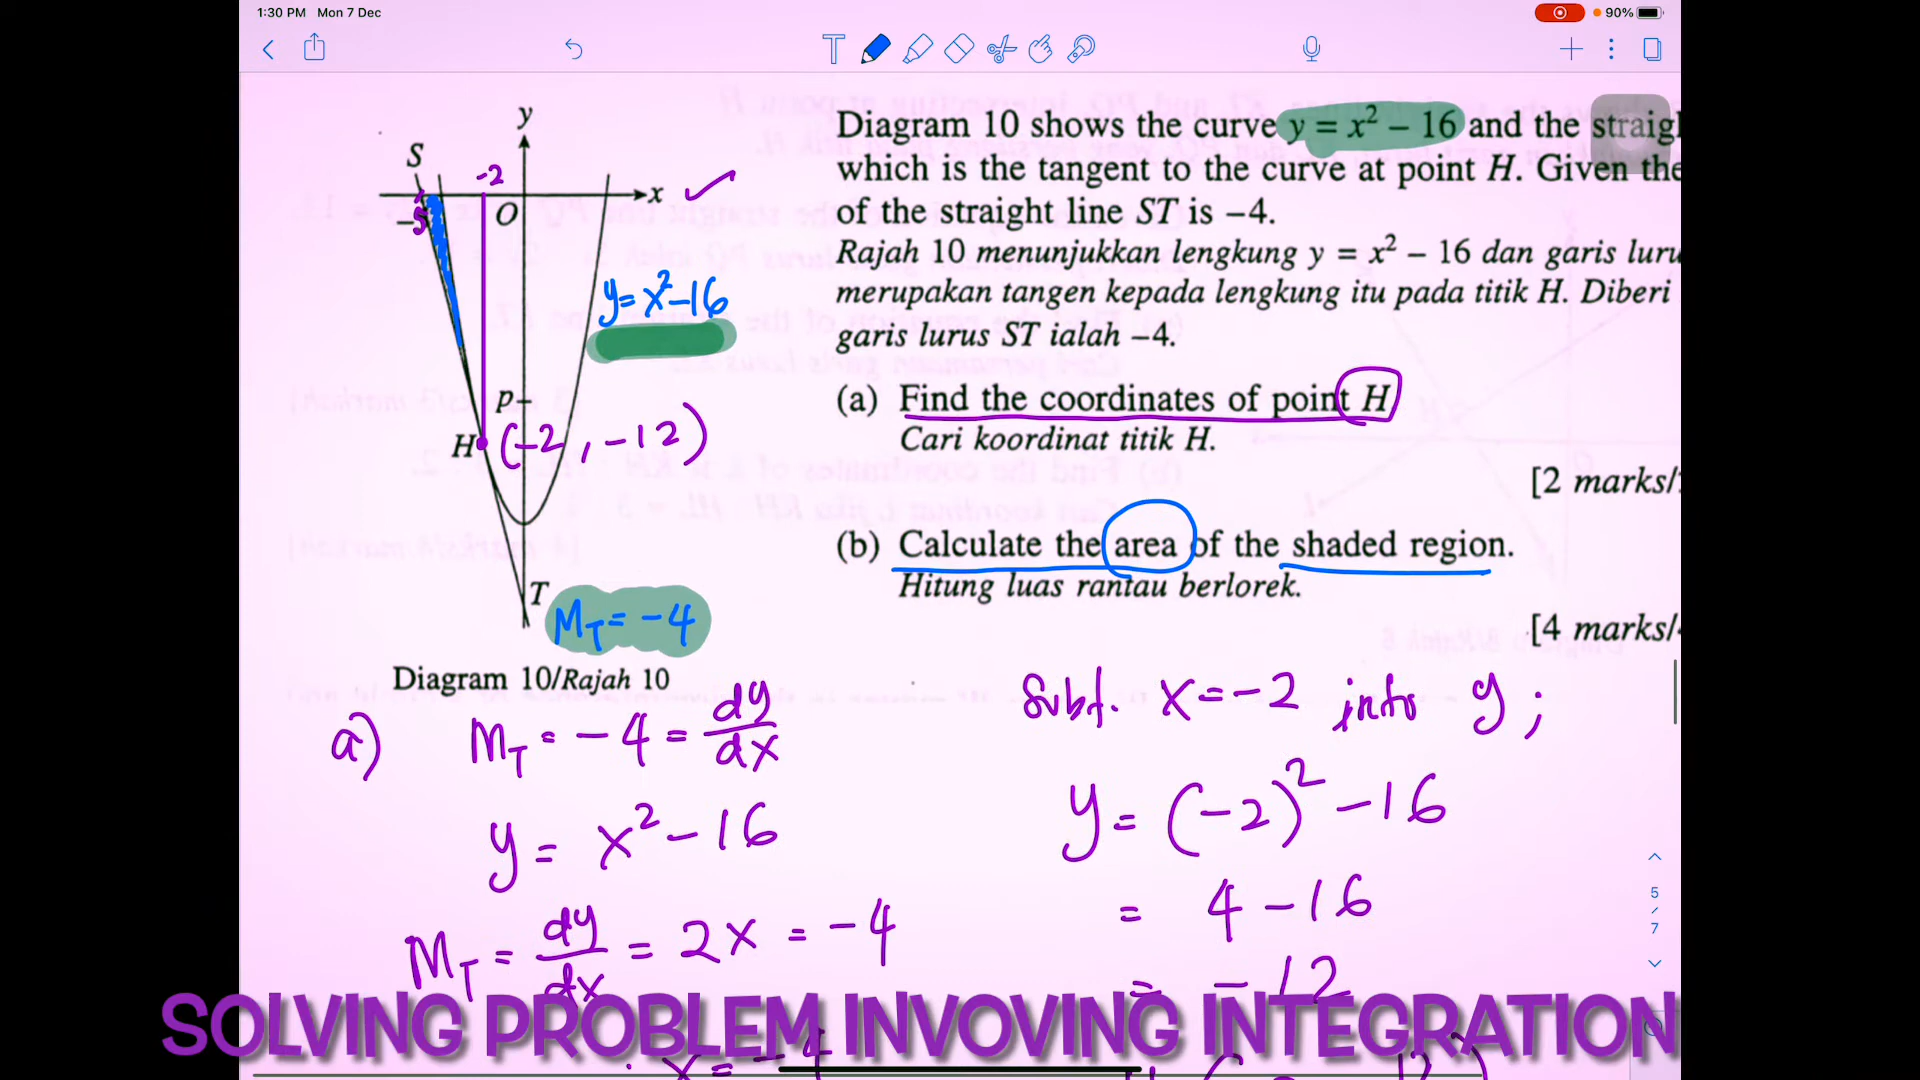 1:30 PM Mon 7 Dec
90%
T
y
S
-2
x
-5
O
y = x² - 16
P
H (-2, -12)
T
M_T = -4
Diagram 10/Rajah 10
Diagram 10 shows the curve y = x² − 16 and the straig
which is the tangent to the curve at point H. Given the
of the straight line ST is −4.
Rajah 10 menunjukkan lengkung y = x² − 16 dan garis luru
merupakan tangen kepada lengkung itu pada titik H. Diberi
garis lurus ST ialah −4.
(a) Find the coordinates of point H
Cari koordinat titik H.
[2 marks/
(b) Calculate the area of the shaded region.
Hitung luas rantau berlorek.
[4 marks/
a) M_T = -4 = dy/dx
y = x² - 16
M_T = dy/dx = 2x = -4
Subt. x = -2 into y;
y = (-2)² - 16
= 4 - 16
= -12
5
7
SOLVING PROBLEM INVOVING INTEGRATION